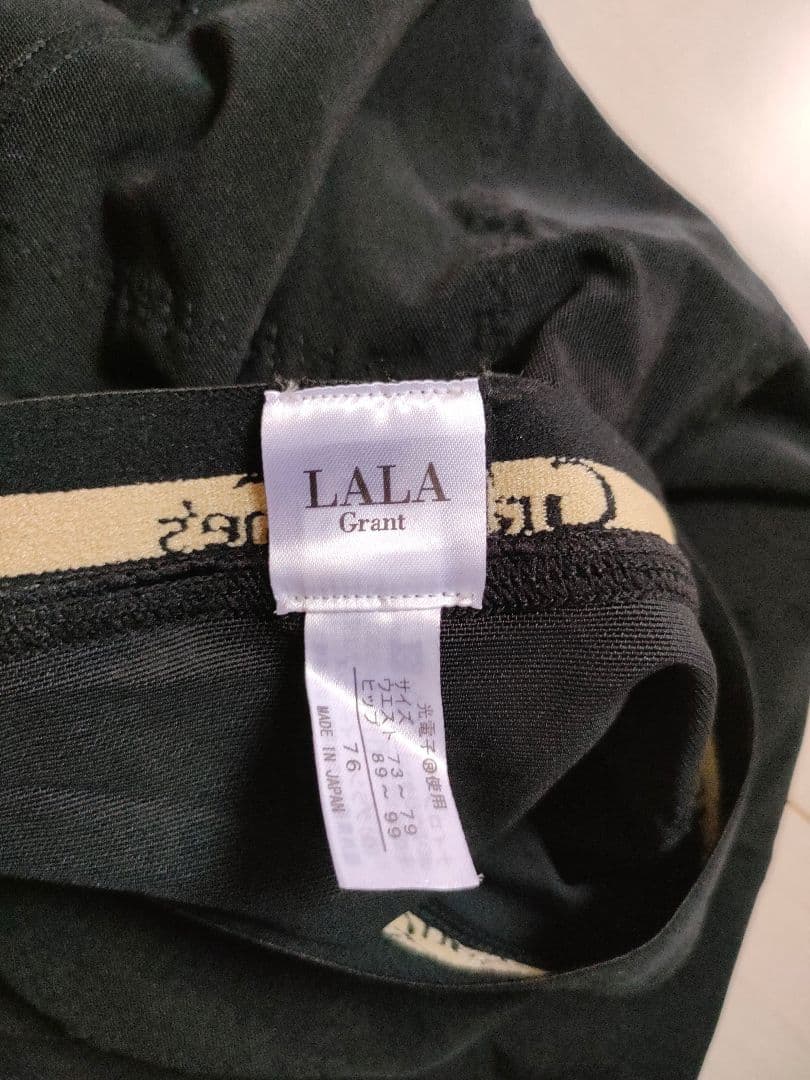 LALA
Grant
光電子®使用
サイズ
ウエスト 73～79
ヒップ 89～99
76
MADE IN JAPAN